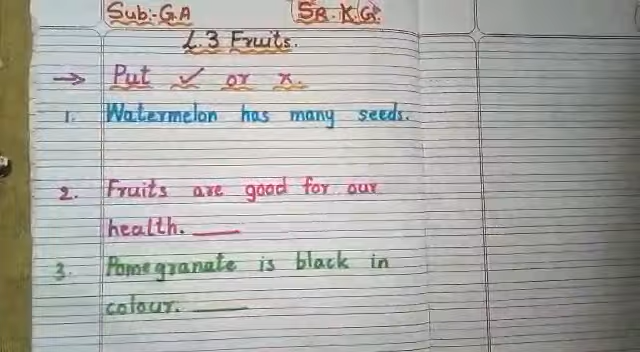 Sub:- G.A SR. K.G.
L.3 Fruits.
→ Put ✓ or x.
1. Watermelon has many seeds.
2. Fruits are good for our
health. ____
3. Pomegranate is black in
colour. ____